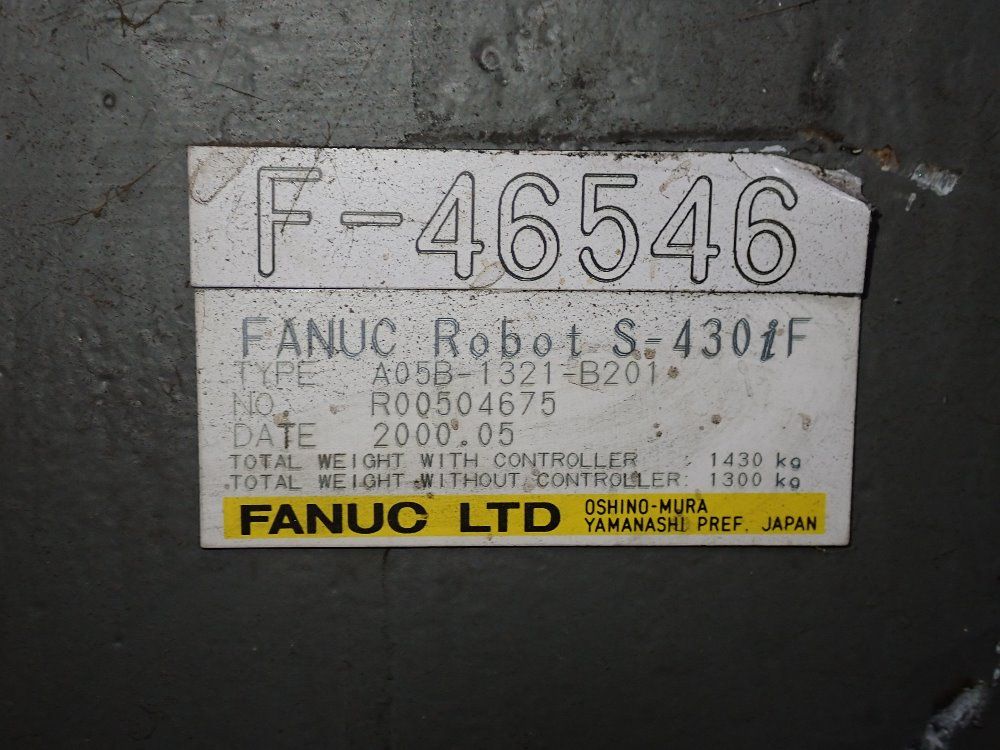 F-46546
FANUC Robot S-430iF
TYPE A05B-1321-B201
NO. R00504675
DATE 2000.05
TOTAL WEIGHT WITH CONTROLLER : 1430 kg
TOTAL WEIGHT WITHOUT CONTROLLER: 1300 kg
FANUC LTD OSHINO-MURA
YAMANASHI PREF. JAPAN